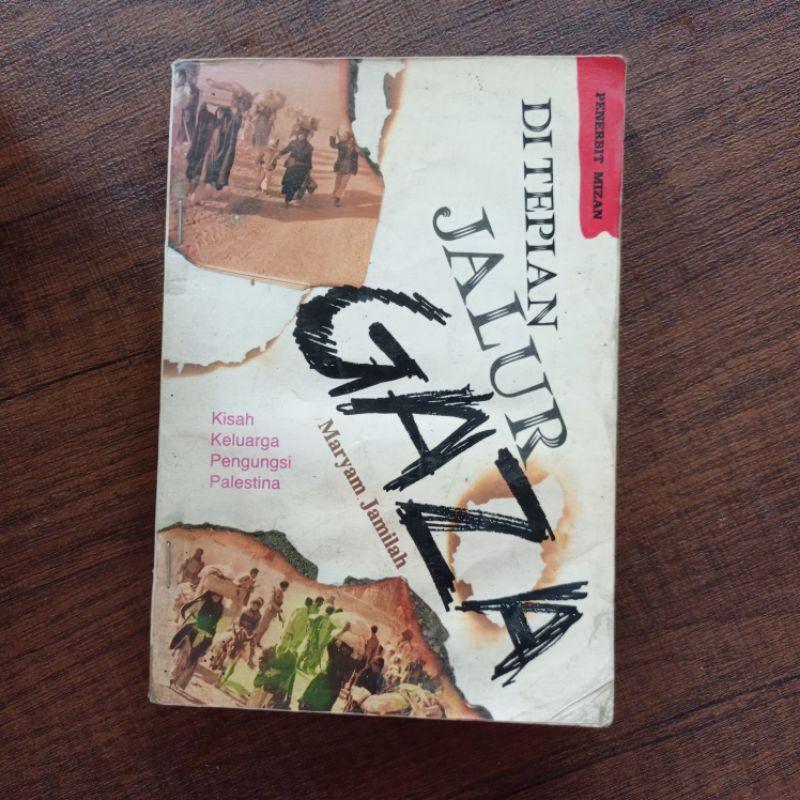 PENERBIT MIZAN
DI TEPIAN
JALUR
GAZA
Maryam Jamilah
Kisah
Keluarga
Pengungsi
Palestina